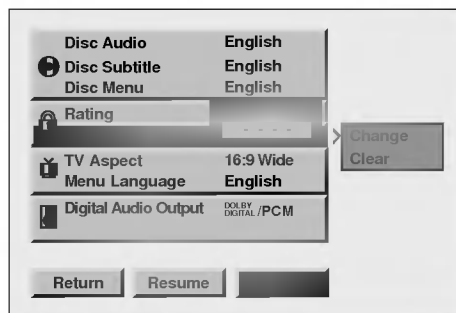 Disc Audio English
Disc Subtitle English
Disc Menu English
Rating
- - - -
Change
Clear
TV Aspect 16:9 Wide
Menu Language English
Digital Audio Output DOLBY DIGITAL /PCM
Return Resume